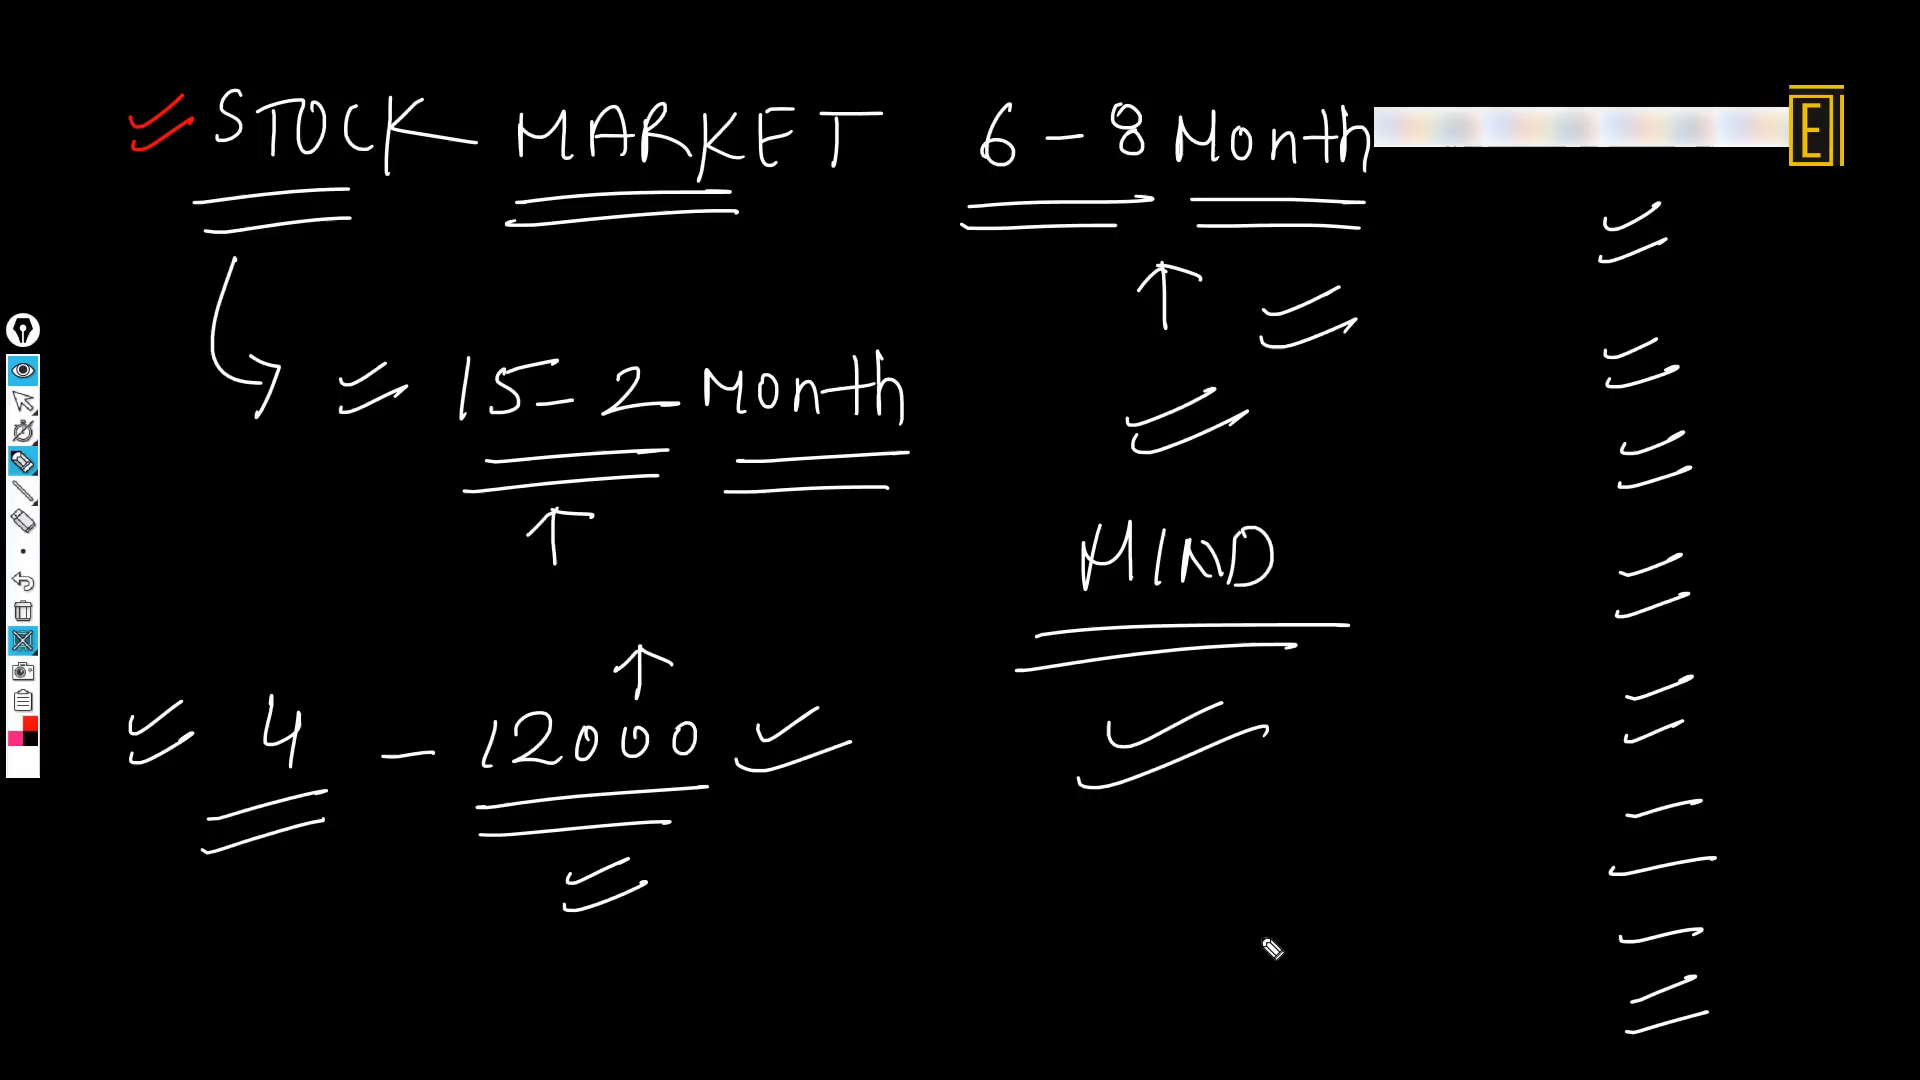 STOCK MARKET 6 - 8 Month
E
15 - 2 Month
MIND
4 - 12000